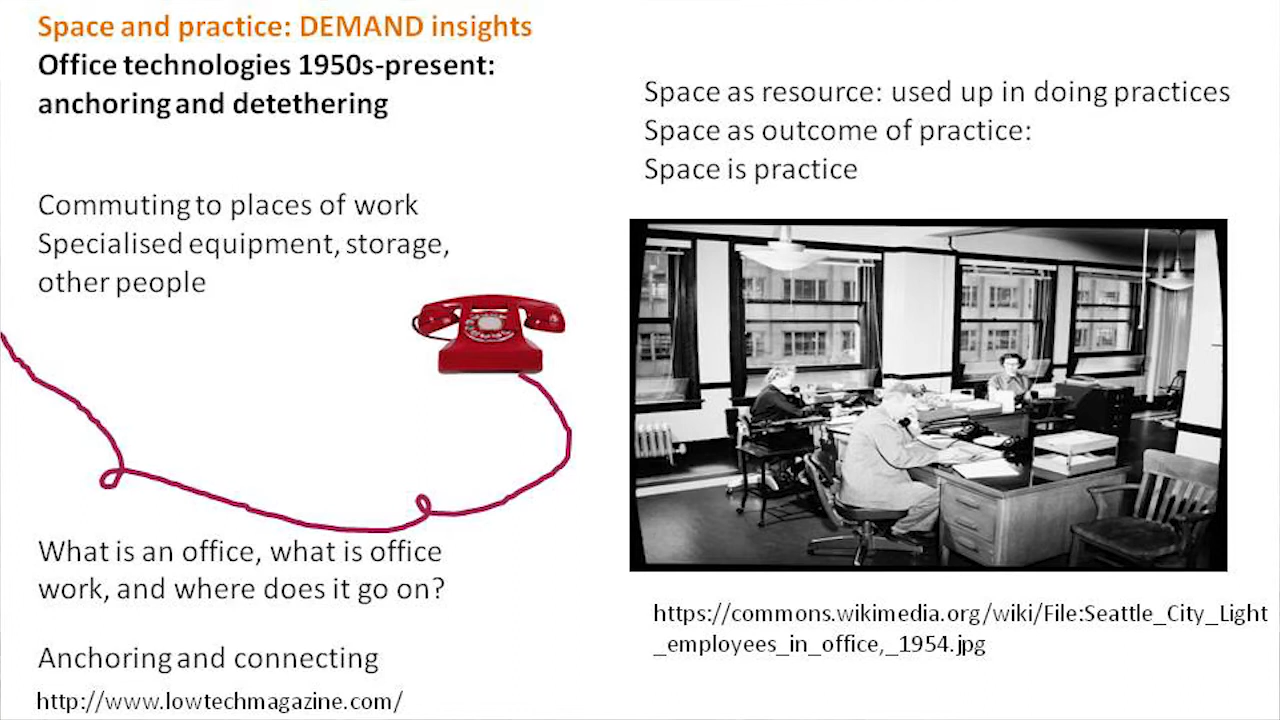 Space and practice: DEMAND insights
Office technologies 1950s-present:
anchoring and detethering
Commuting to places of work
Specialised equipment, storage,
other people
What is an office, what is office
work, and where does it go on?
Anchoring and connecting
http://www.lowtechmagazine.com/
Space as resource: used up in doing practices
Space as outcome of practice:
Space is practice
https://commons.wikimedia.org/wiki/File:Seattle_City_Light
_employees_in_office,_1954.jpg